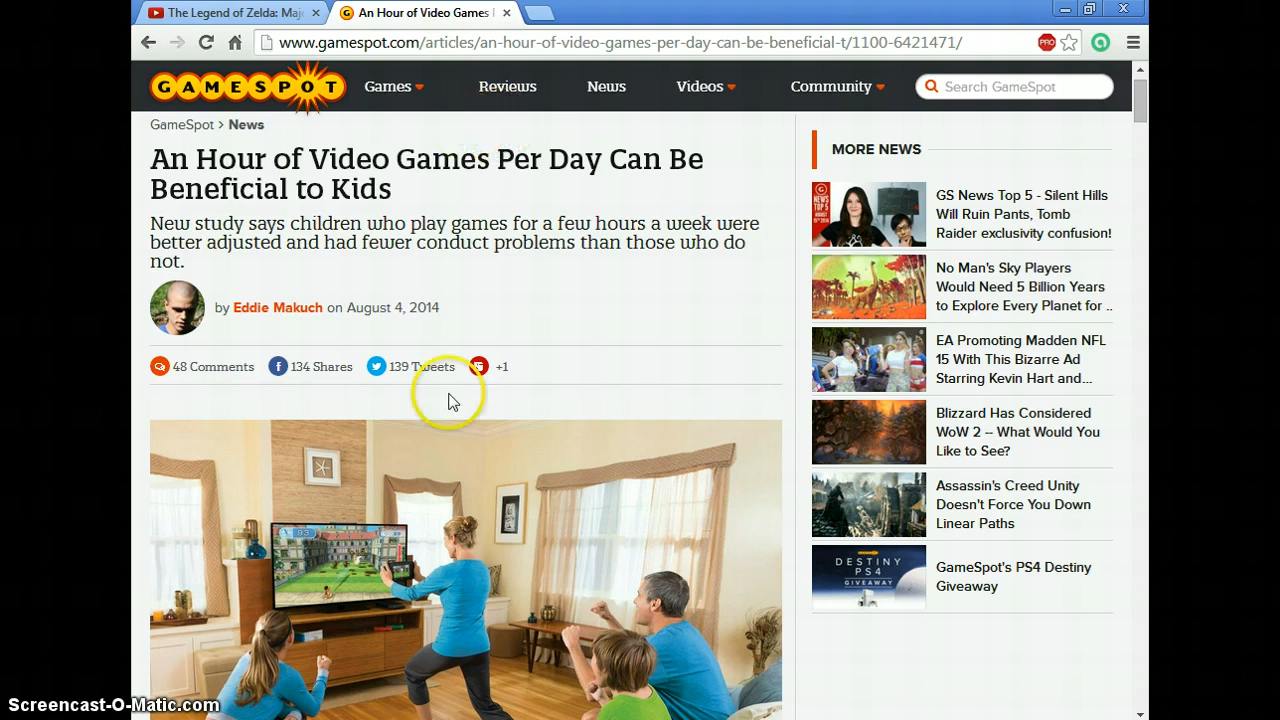 The Legend of Zelda: Maj
An Hour of Video Games
www.gamespot.com/articles/an-hour-of-video-games-per-day-can-be-beneficial-t/1100-6421471/
PRO
GAMESPOT
Games
Reviews
News
Videos
Community
Search GameSpot
GameSpot > News
An Hour of Video Games Per Day Can Be
Beneficial to Kids
New study says children who play games for a few hours a week were
better adjusted and had fewer conduct problems than those who do
not.
by Eddie Makuch on August 4, 2014
48 Comments
134 Shares
139 Tweets
+1
MORE NEWS
GS News Top 5 - Silent Hills
Will Ruin Pants, Tomb
Raider exclusivity confusion!
No Man's Sky Players
Would Need 5 Billion Years
to Explore Every Planet for ..
EA Promoting Madden NFL
15 With This Bizarre Ad
Starring Kevin Hart and...
Blizzard Has Considered
WoW 2 -- What Would You
Like to See?
Assassin's Creed Unity
Doesn't Force You Down
Linear Paths
DESTINY
PS4
GIVEAWAY
GameSpot's PS4 Destiny
Giveaway
Screencast-O-Matic.com